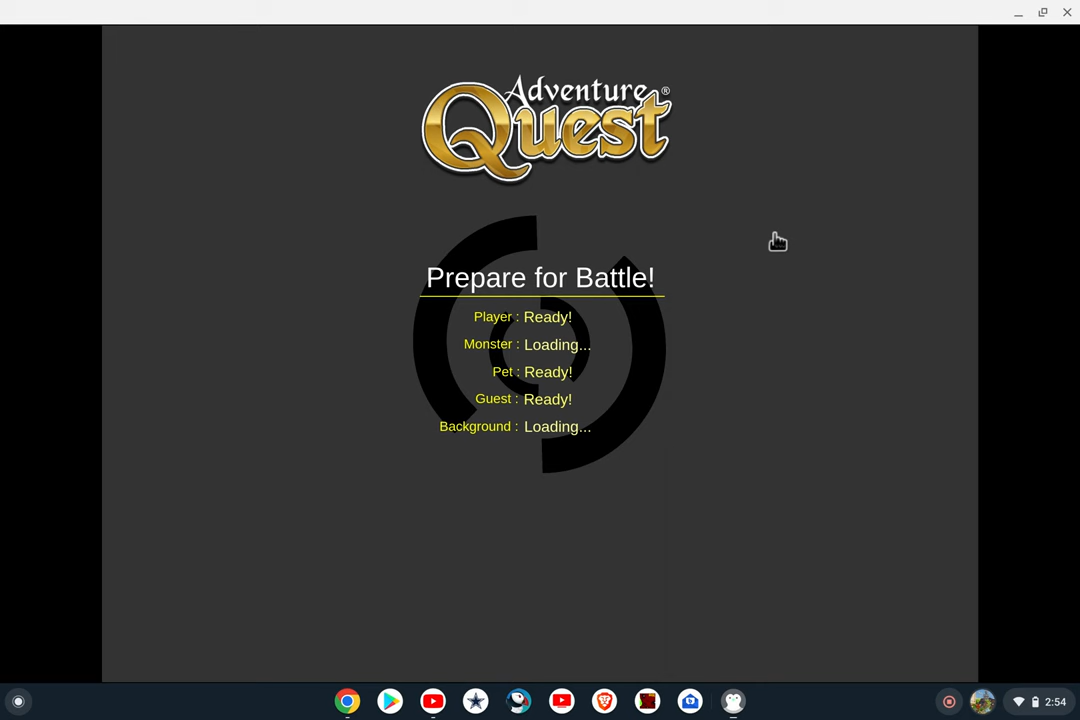 Adventure ®
Quest
Prepare for Battle!
Player : Ready!
Monster : Loading...
Pet : Ready!
Guest : Ready!
Background : Loading...
2:54